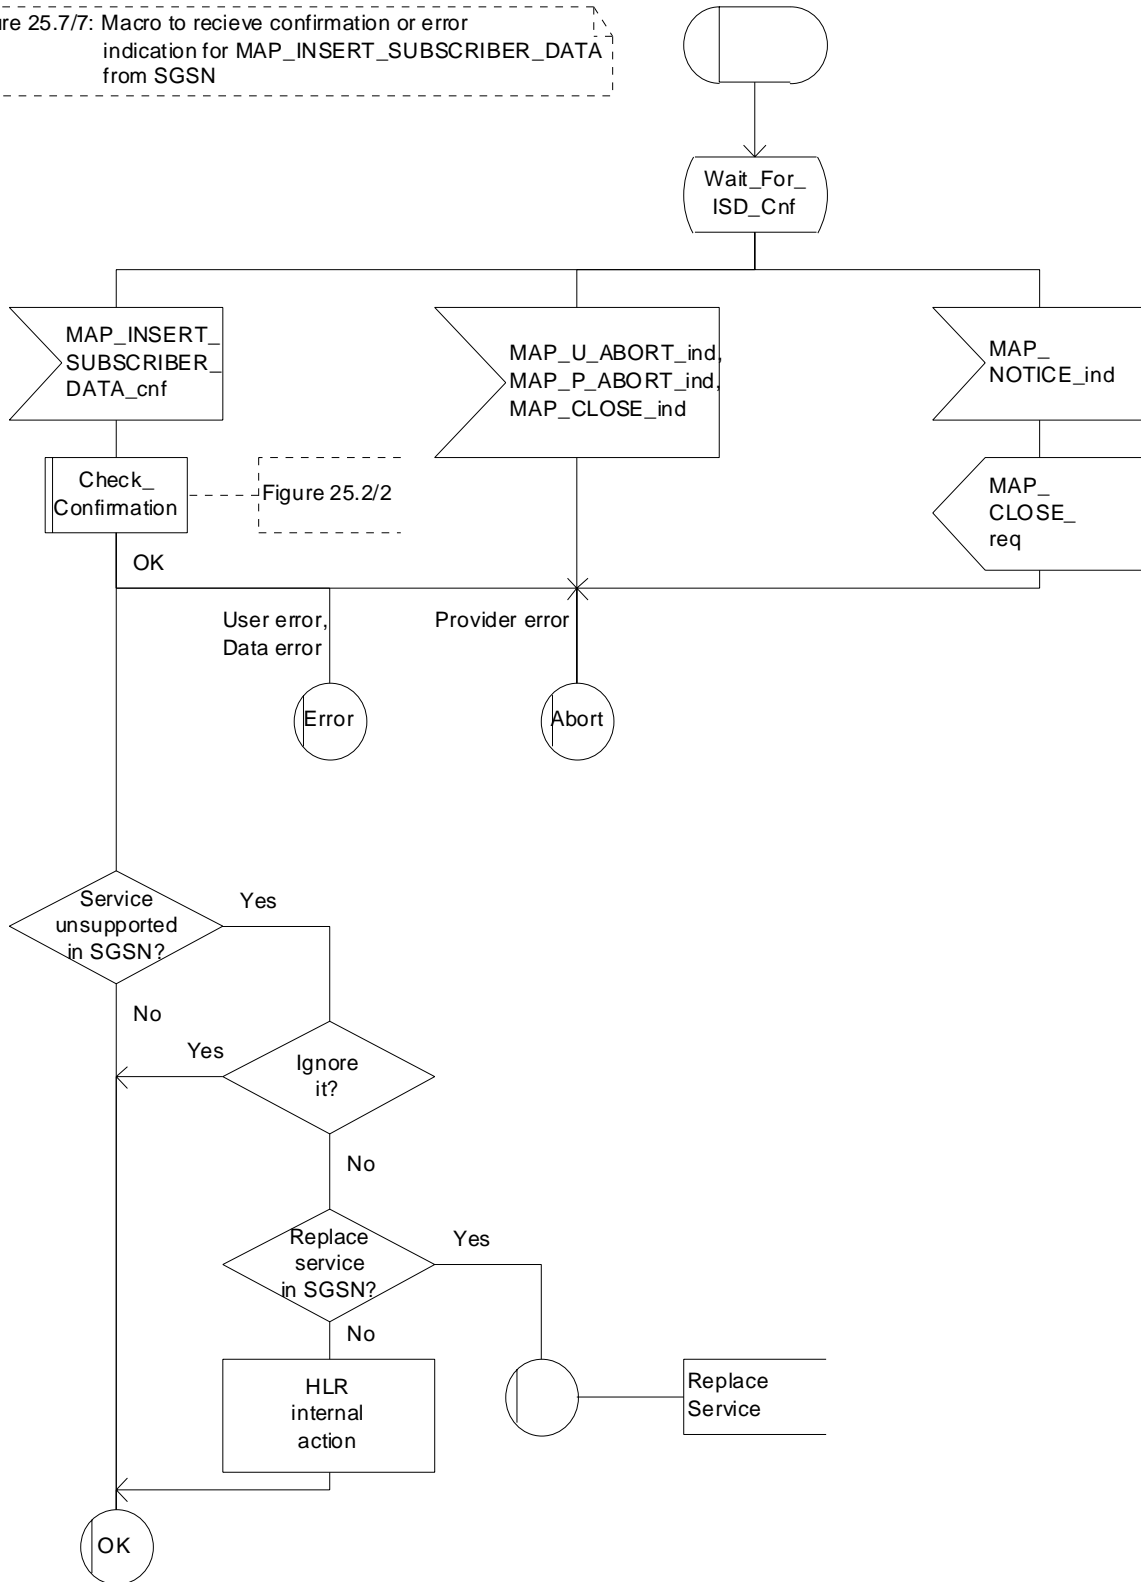 re 25.7/7: Macro to recieve confirmation or error
indication for MAP_INSERT_SUBSCRIBER_DATA
from SGSN
Wait_For_
ISD_Cnf
MAP_INSERT_
SUBSCRIBER_
DATA_cnf
MAP_U_ABORT_ind,
MAP_P_ABORT_ind,
MAP_CLOSE_ind
MAP_
NOTICE_ind
Check_
Confirmation
Figure 25.2/2
MAP_
CLOSE_
req
OK
User error,
Data error
Provider error
Error
Abort
Service
unsupported
in SGSN?
Yes
No
Yes
Ignore
it?
No
Replace
service
in SGSN?
Yes
No
HLR
internal
action
Replace
Service
OK